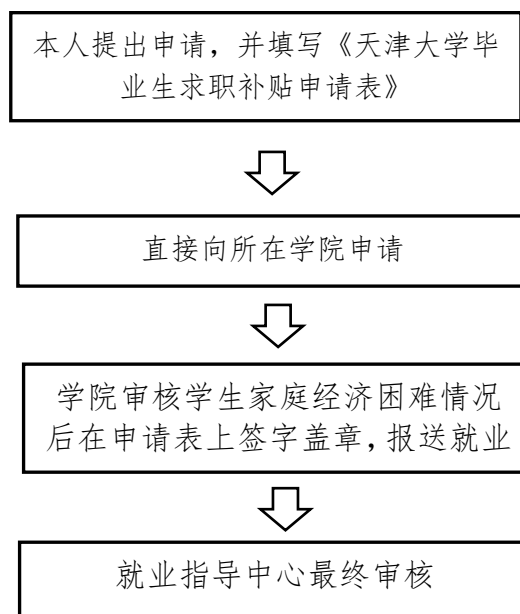 本人提出申请，并填写《天津大学毕
业生求职补贴申请表》
直接向所在学院申请
学院审核学生家庭经济困难情况
后在申请表上签字盖章，报送就业
就业指导中心最终审核